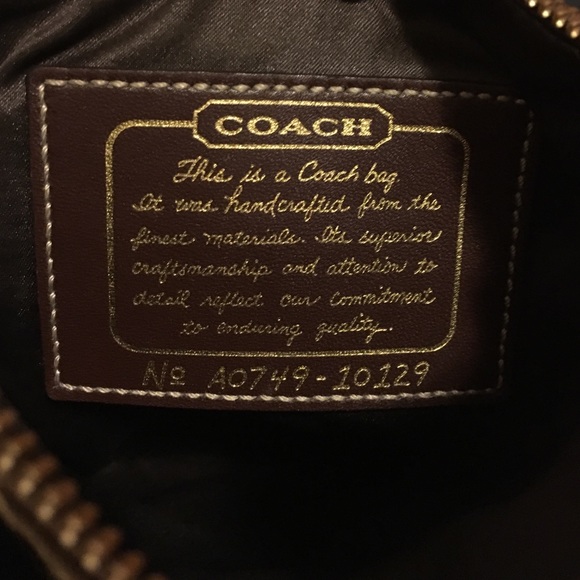 COACH
This is a Coach bag
It was handcrafted from the
finest materials. Its superior
craftsmanship and attention to
detail reflect our commitment
to enduring quality.
No A0749-10129